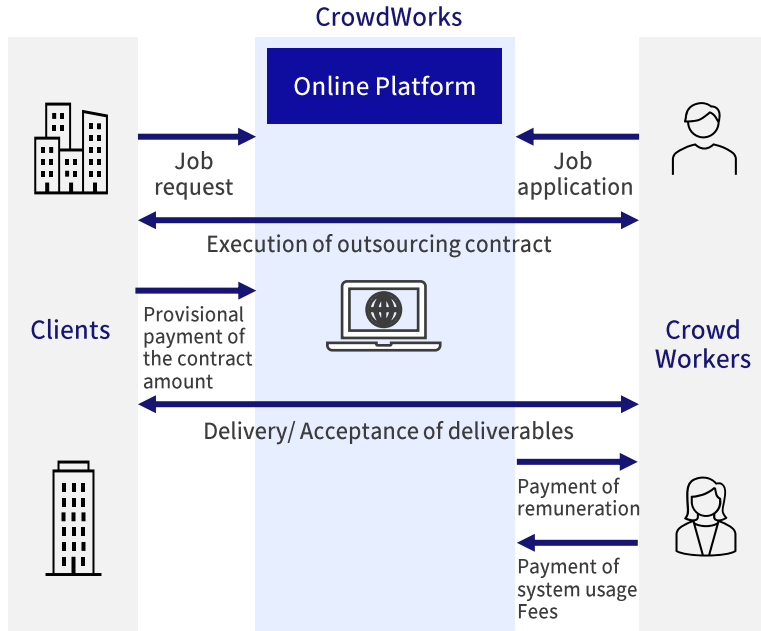 CrowdWorks
Online Platform
Job
request
Job
application
Execution of outsourcing contract
Clients
Provisional
payment of
the contract
amount
Crowd
Workers
Delivery/ Acceptance of deliverables
Payment of
remuneration
Payment of
system usage
Fees